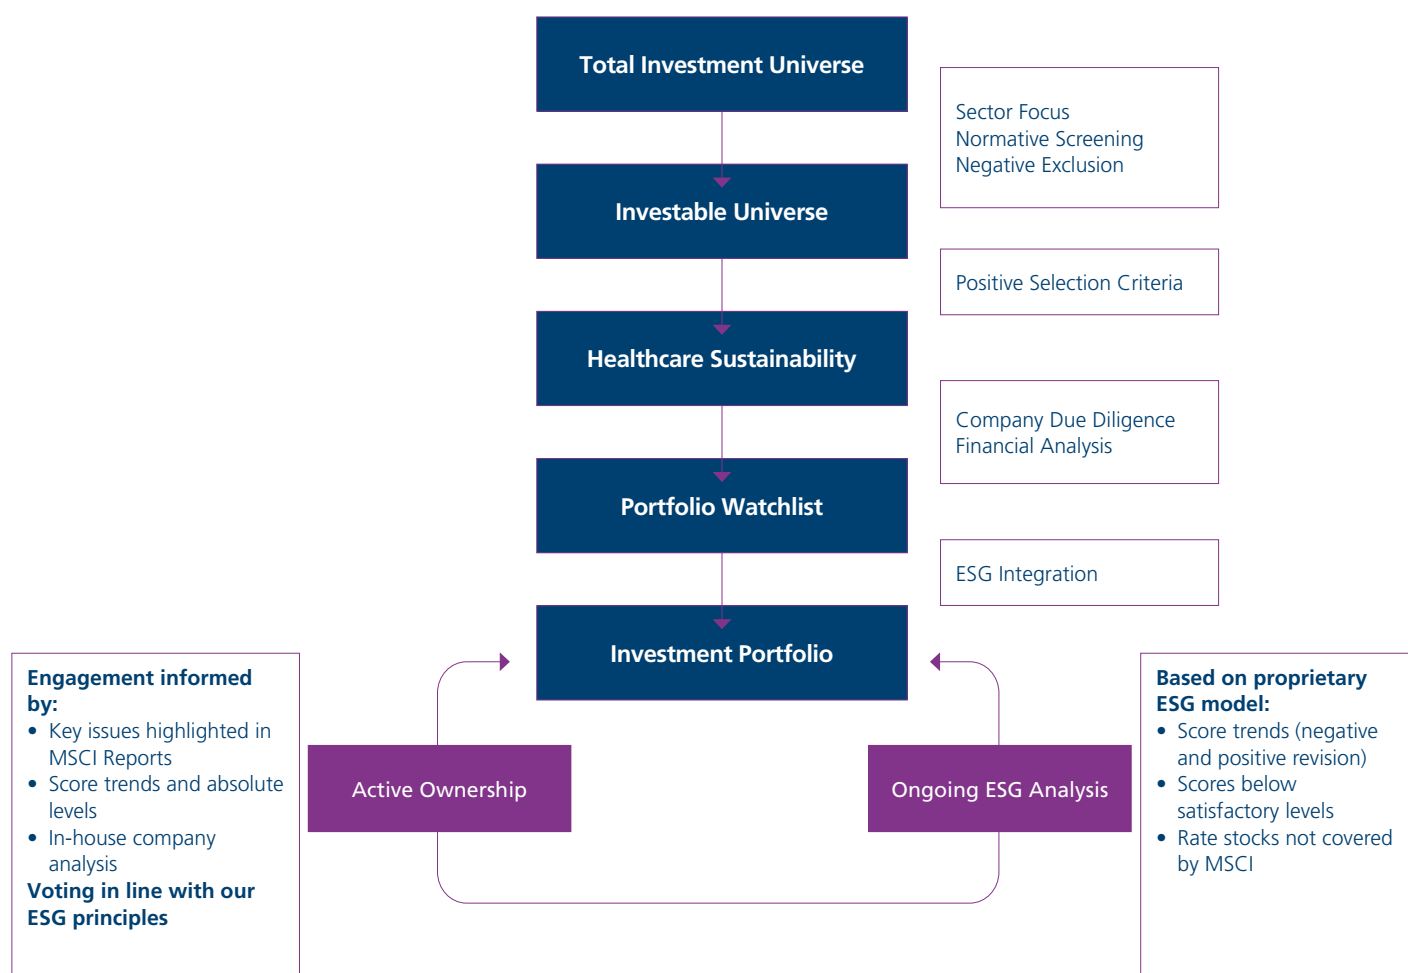 Total Investment Universe
Sector Focus
Normative Screening
Negative Exclusion
Investable Universe
Positive Selection Criteria
Healthcare Sustainability
Company Due Diligence
Financial Analysis
Portfolio Watchlist
ESG Integration
Investment Portfolio
Engagement informed
by:
• Key issues highlighted in
MSCI Reports
• Score trends and absolute
levels
• In-house company
analysis
Voting in line with our
ESG principles
Active Ownership
Ongoing ESG Analysis
Based on proprietary
ESG model:
• Score trends (negative
and positive revision)
• Scores below
satisfactory levels
• Rate stocks not covered
by MSCI